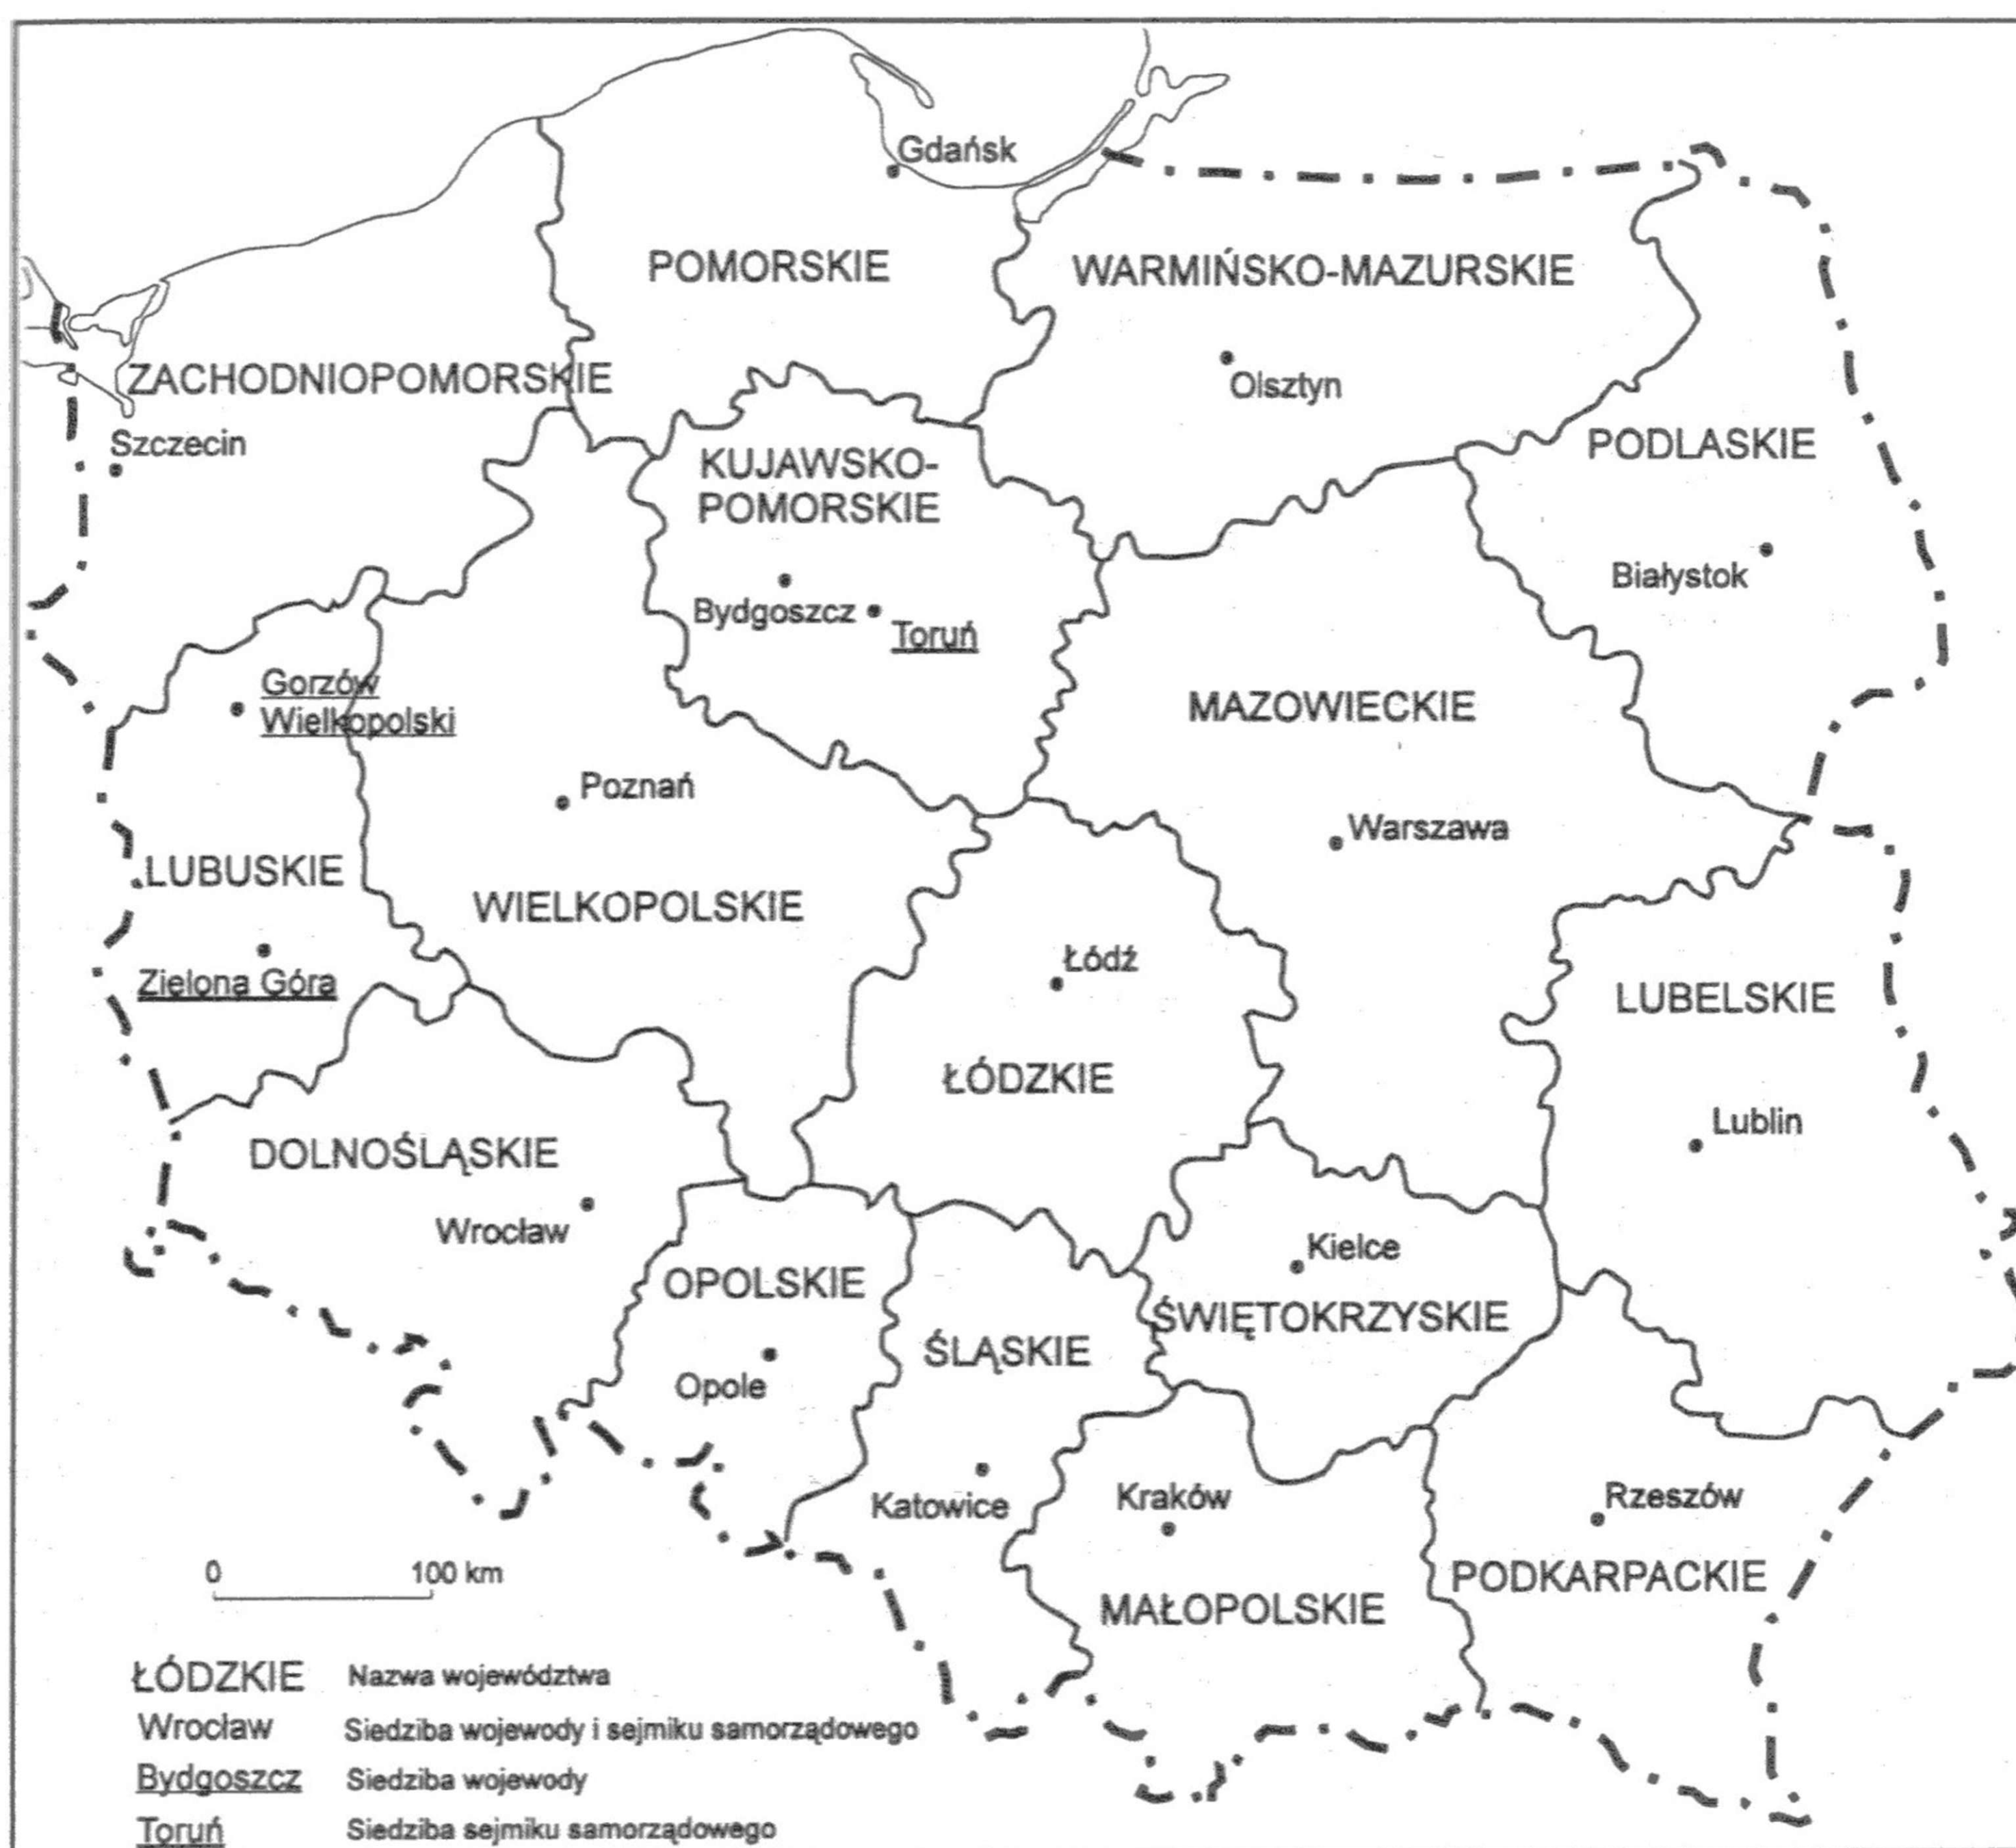 Gdańsk
POMORSKIE
WARMIŃSKO-MAZURSKIE
ZACHODNIOPOMORSKIE
Olsztyn
Szczecin
KUJAWSKO-
POMORSKIE
PODLASKIE
Białystok
Bydgoszcz
Toruń
Gorzów
Wielkopolski
MAZOWIECKIE
Poznań
Warszawa
LUBUSKIE
WIELKOPOLSKIE
Łódź
Zielona Góra
LUBELSKIE
ŁÓDZKIE
Lublin
DOLNOŚLĄSKIE
Wrocław
Kielce
OPOLSKIE
ŚWIĘTOKRZYSKIE
ŚLĄSKIE
Opole
Katowice
Kraków
Rzeszów
PODKARPACKIE
MAŁOPOLSKIE
0 100 km
ŁÓDZKIE Nazwa województwa
Wrocław Siedziba wojewody i sejmiku samorządowego
Bydgoszcz Siedziba wojewody
Toruń Siedziba sejmiku samorządowego